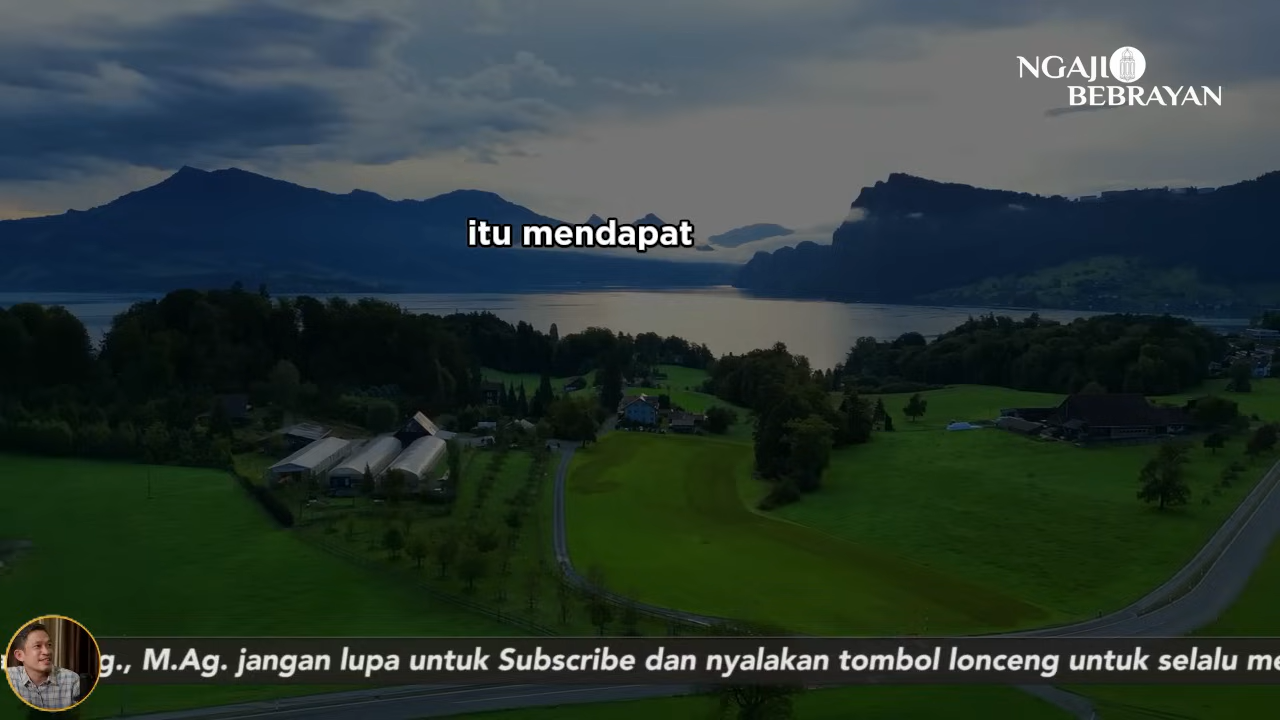 NGAJI
BEBRAYAN
itu mendapat
g., M.Ag. jangan lupa untuk Subscribe dan nyalakan tombol lonceng untuk selalu me